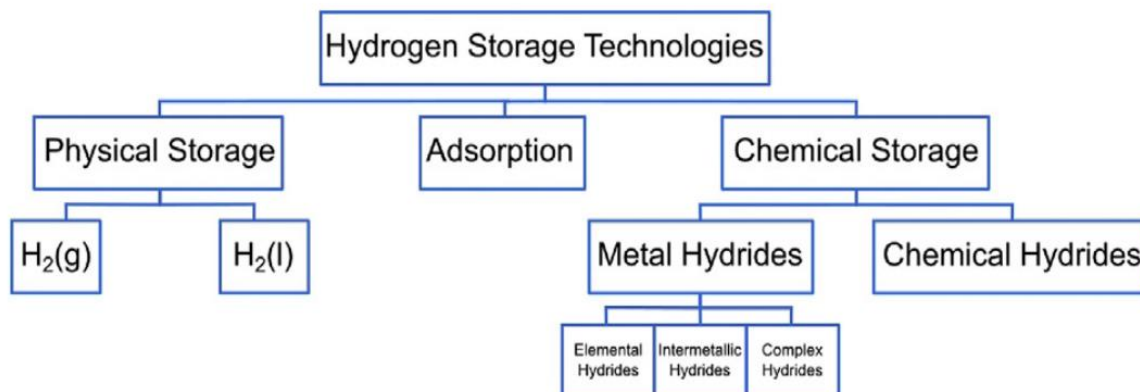 Hydrogen Storage Technologies
Physical Storage
Adsorption
Chemical Storage
H₂(g)
H₂(l)
Metal Hydrides
Chemical Hydrides
Elemental
Hydrides
Intermetallic
Hydrides
Complex
Hydrides